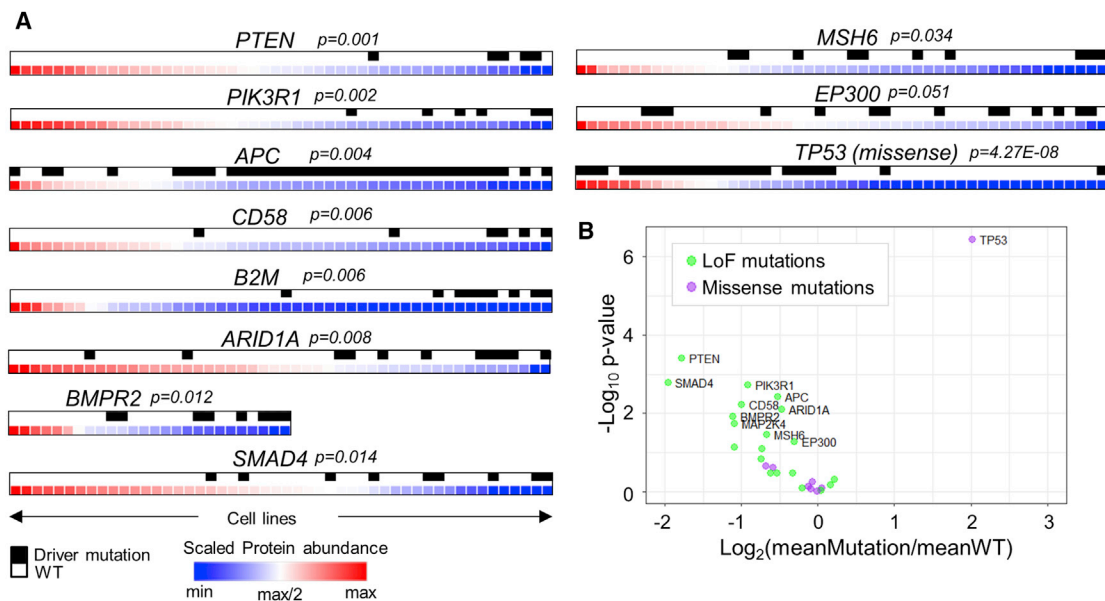 A
PTEN p=0.001
PIK3R1 p=0.002
APC p=0.004
CD58 p=0.006
B2M p=0.006
ARID1A p=0.008
BMPR2 p=0.012
SMAD4 p=0.014
Cell lines
Driver mutation
WT
Scaled Protein abundance
min max/2 max
MSH6 p=0.034
EP300 p=0.051
TP53 (missense) p=4.27E-08
B
LoF mutations
Missense mutations
TP53
PTEN
SMAD4
PIK3R1
APC
CD58
ARID1A
BMPR2
MAP2K4
MSH6
EP300
-Log10 p-value
6
4
2
0
-2 -1 0 1 2 3
Log2(meanMutation/meanWT)